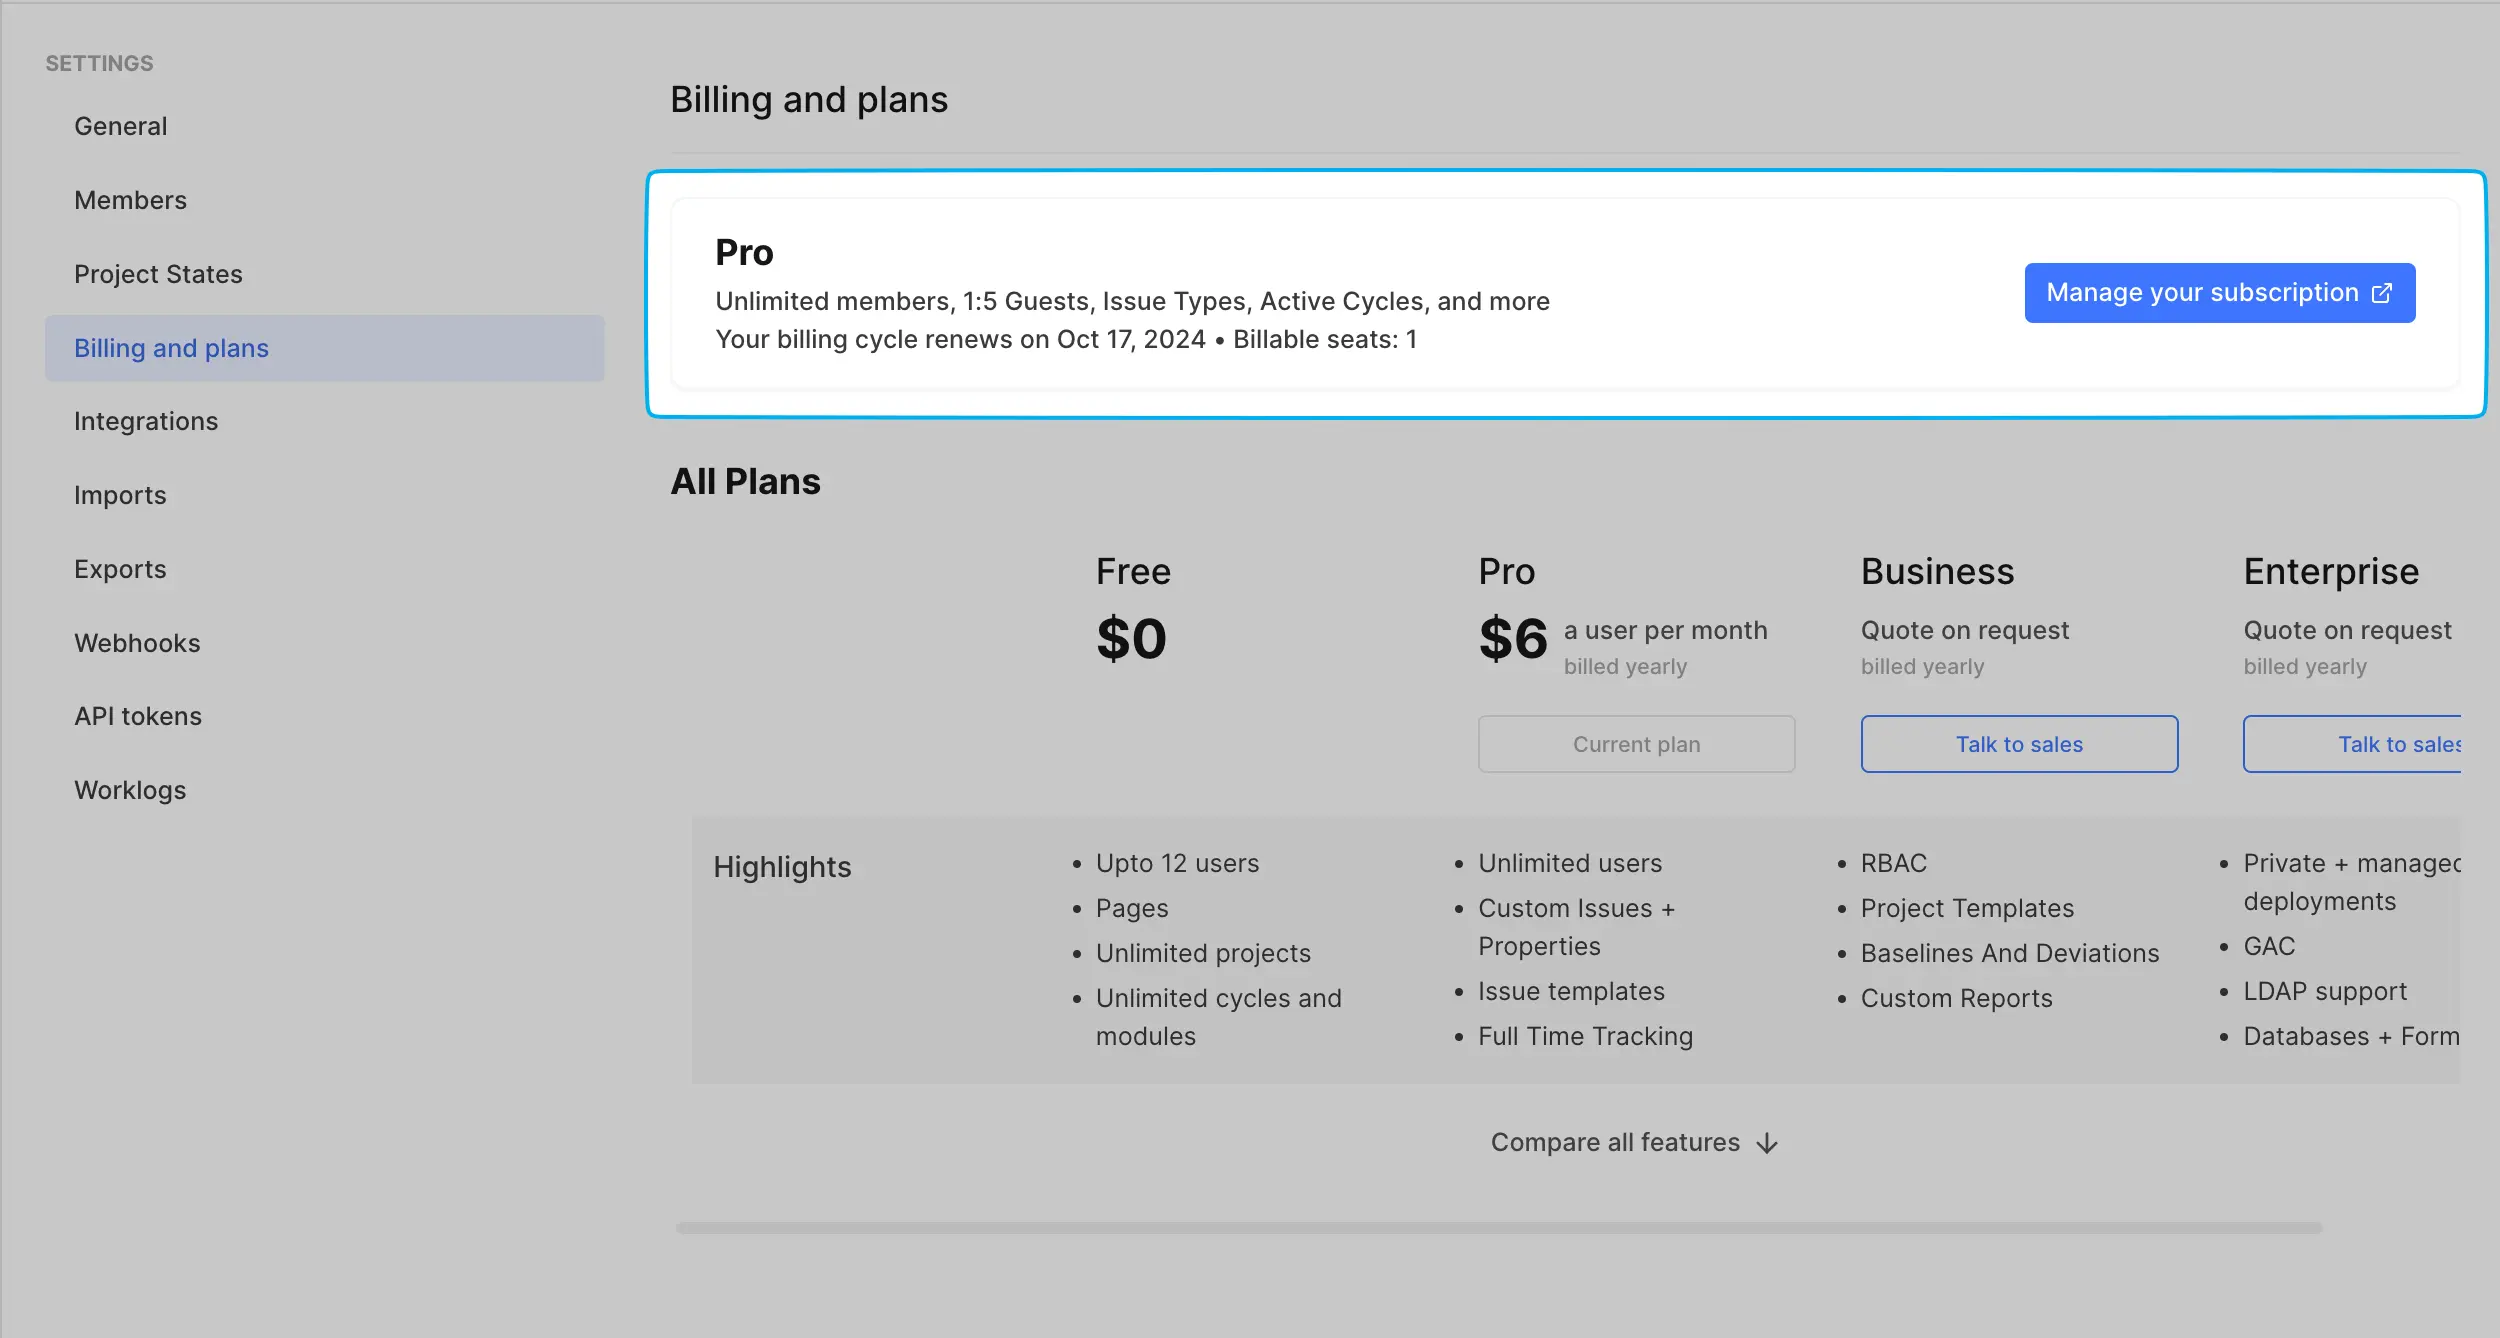 SETTINGS
General
Members
Project States
Billing and plans
Integrations
Imports
Exports
Webhooks
API tokens
Worklogs
Billing and plans
Pro
Unlimited members, 1:5 Guests, Issue Types, Active Cycles, and more
Your billing cycle renews on Oct 17, 2024 • Billable seats: 1
Manage your subscription
All Plans
Free
$0
Pro
$6 a user per month
billed yearly
Current plan
Business
Quote on request
billed yearly
Talk to sales
Enterprise
Quote on request
billed yearly
Talk to sales
Highlights
• Upto 12 users
• Pages
• Unlimited projects
• Unlimited cycles and
modules
• Unlimited users
• Custom Issues +
Properties
• Issue templates
• Full Time Tracking
• RBAC
• Project Templates
• Baselines And Deviations
• Custom Reports
• Private + managed
deployments
• GAC
• LDAP support
• Databases + Form
Compare all features